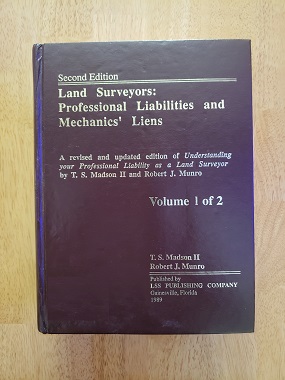 Second Edition
Land Surveyors:
Professional Liabilities and
Mechanics' Liens
A revised and updated edition of Understanding
your Professional Liability as a Land Surveyor
by T. S. Madson II and Robert J. Munro
Volume 1 of 2
T. S. Madson II
Robert J. Munro
Published by
LSS PUBLISHING COMPANY
Gainesville, Florida
1989